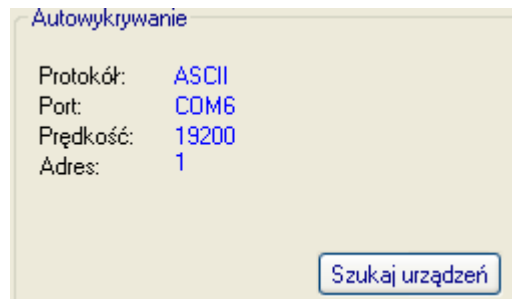 Autowykrywanie
Protokół: ASCII
Port: COM6
Prędkość: 19200
Adres: 1
Szukaj urządzeń